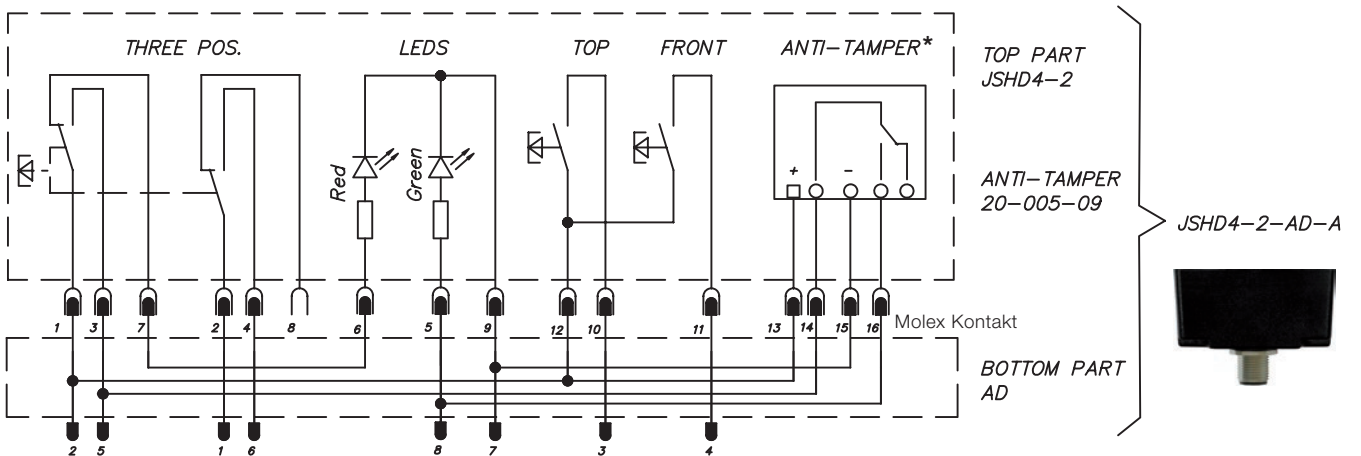 THREE POS. LEDS TOP FRONT ANTI-TAMPER*
TOP PART
JSHD4-2
Red
Green
+ -
ANTI-TAMPER
20-005-09
JSHD4-2-AD-A
1 3 7 2 4 8 6 5 9 12 10 11 13 14 15 16 Molex Kontakt
BOTTOM PART
AD
2 5 1 6 8 7 3 4